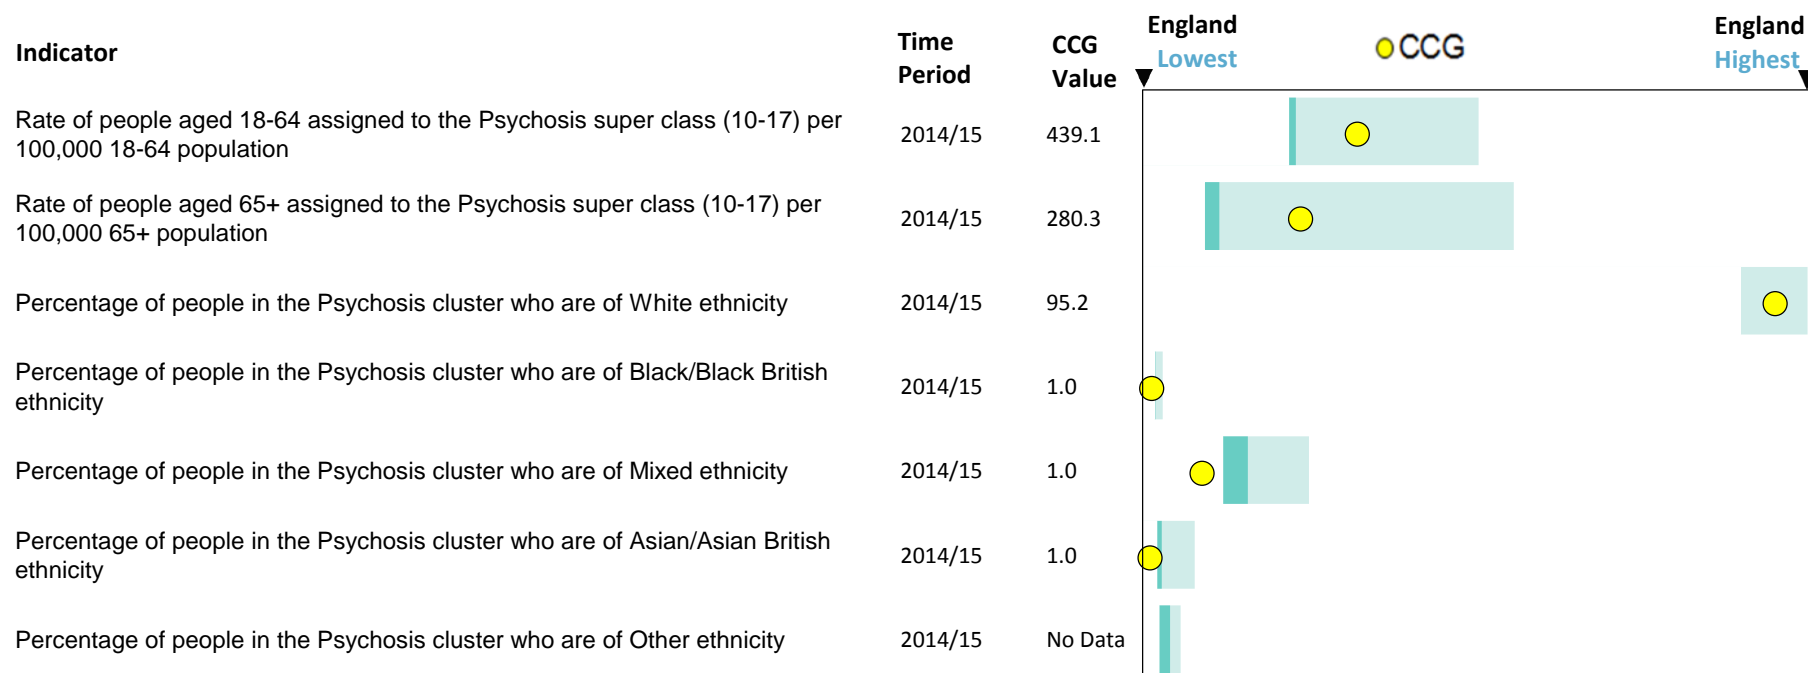 Indicator
Time Period
CCG Value
England Lowest
CCG
England Highest
Rate of people aged 18-64 assigned to the Psychosis super class (10-17) per
100,000 18-64 population
2014/15
439.1
Rate of people aged 65+ assigned to the Psychosis super class (10-17) per
100,000 65+ population
2014/15
280.3
Percentage of people in the Psychosis cluster who are of White ethnicity
2014/15
95.2
Percentage of people in the Psychosis cluster who are of Black/Black British
ethnicity
2014/15
1.0
Percentage of people in the Psychosis cluster who are of Mixed ethnicity
2014/15
1.0
Percentage of people in the Psychosis cluster who are of Asian/Asian British
ethnicity
2014/15
1.0
Percentage of people in the Psychosis cluster who are of Other ethnicity
2014/15
No Data